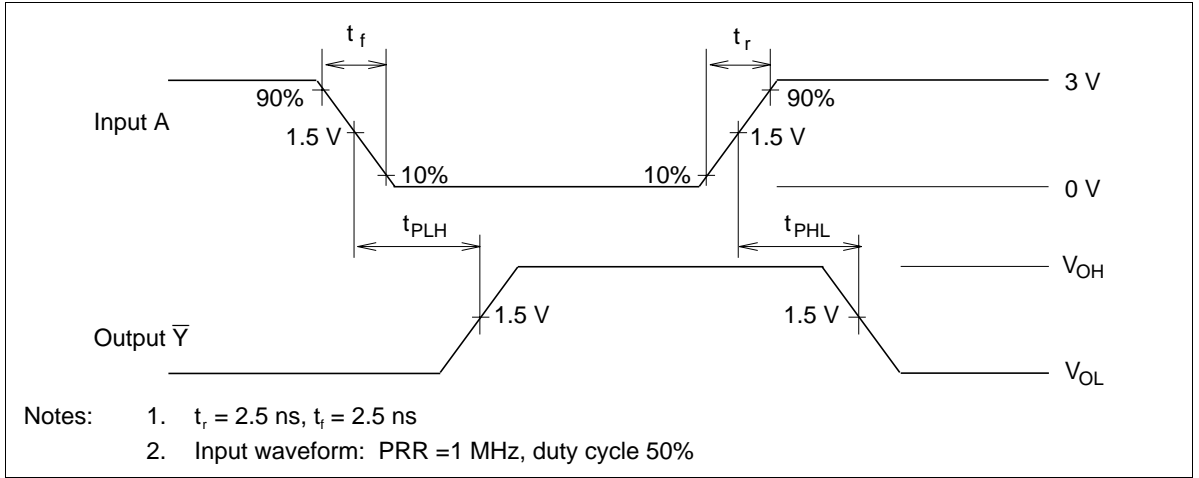 t f
t r
3 V
90%
90%
Input A
1.5 V
1.5 V
10%
10%
0 V
tPLH
tPHL
VOH
1.5 V
1.5 V
Output Y̅
VOL
Notes: 1. tr = 2.5 ns, tf = 2.5 ns
2. Input waveform: PRR =1 MHz, duty cycle 50%